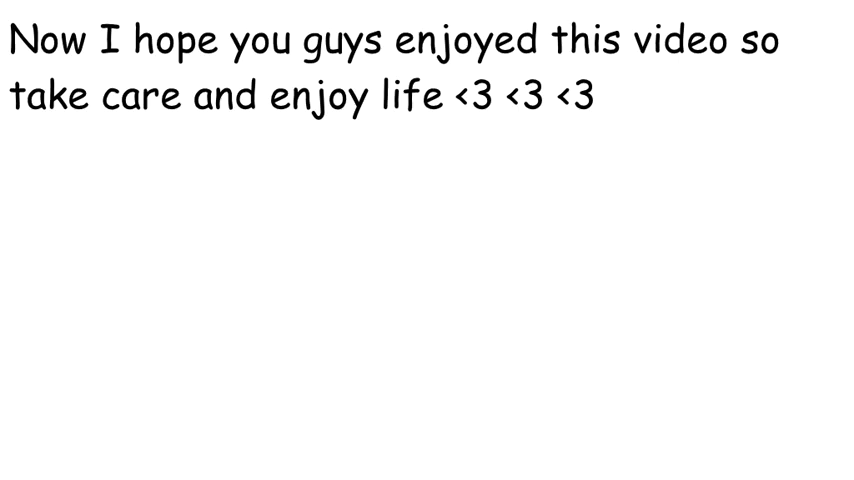 Now I hope you guys enjoyed this video so
take care and enjoy life <3 <3 <3